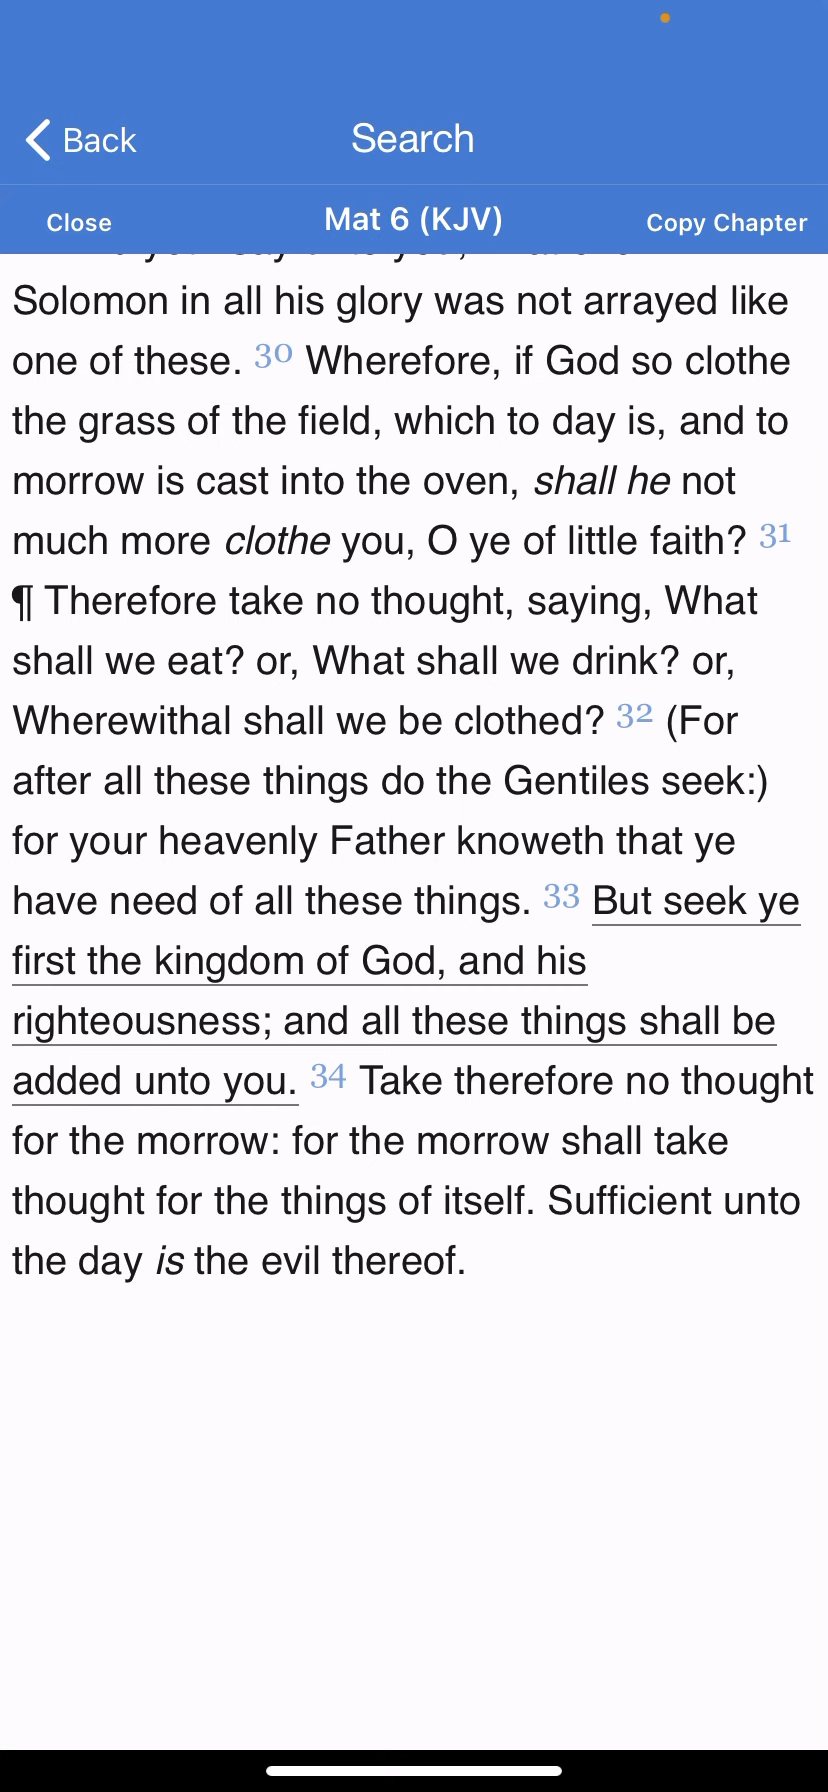 Back
Search
Close
Mat 6 (KJV)
Copy Chapter
Solomon in all his glory was not arrayed like
one of these. 30 Wherefore, if God so clothe
the grass of the field, which to day is, and to
morrow is cast into the oven, shall he not
much more clothe you, O ye of little faith? 31
¶ Therefore take no thought, saying, What
shall we eat? or, What shall we drink? or,
Wherewithal shall we be clothed? 32 (For
after all these things do the Gentiles seek:)
for your heavenly Father knoweth that ye
have need of all these things. 33 But seek ye
first the kingdom of God, and his
righteousness; and all these things shall be
added unto you. 34 Take therefore no thought
for the morrow: for the morrow shall take
thought for the things of itself. Sufficient unto
the day is the evil thereof.